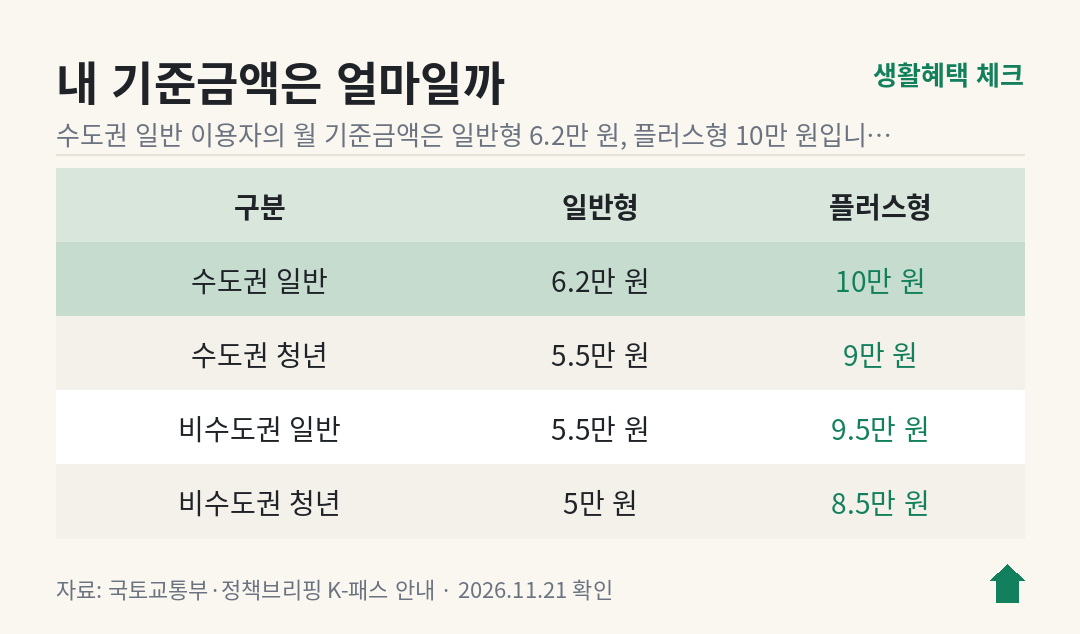 내 기준금액은 얼마일까
생활혜택 체크
수도권 일반 이용자의 월 기준금액은 일반형 6.2만 원, 플러스형 10만 원입니…
구분 일반형 플러스형
수도권 일반 6.2만 원 10만 원
수도권 청년 5.5만 원 9만 원
비수도권 일반 5.5만 원 9.5만 원
비수도권 청년 5만 원 8.5만 원
자료: 국토교통부·정책브리핑 K-패스 안내 · 2026.11.21 확인